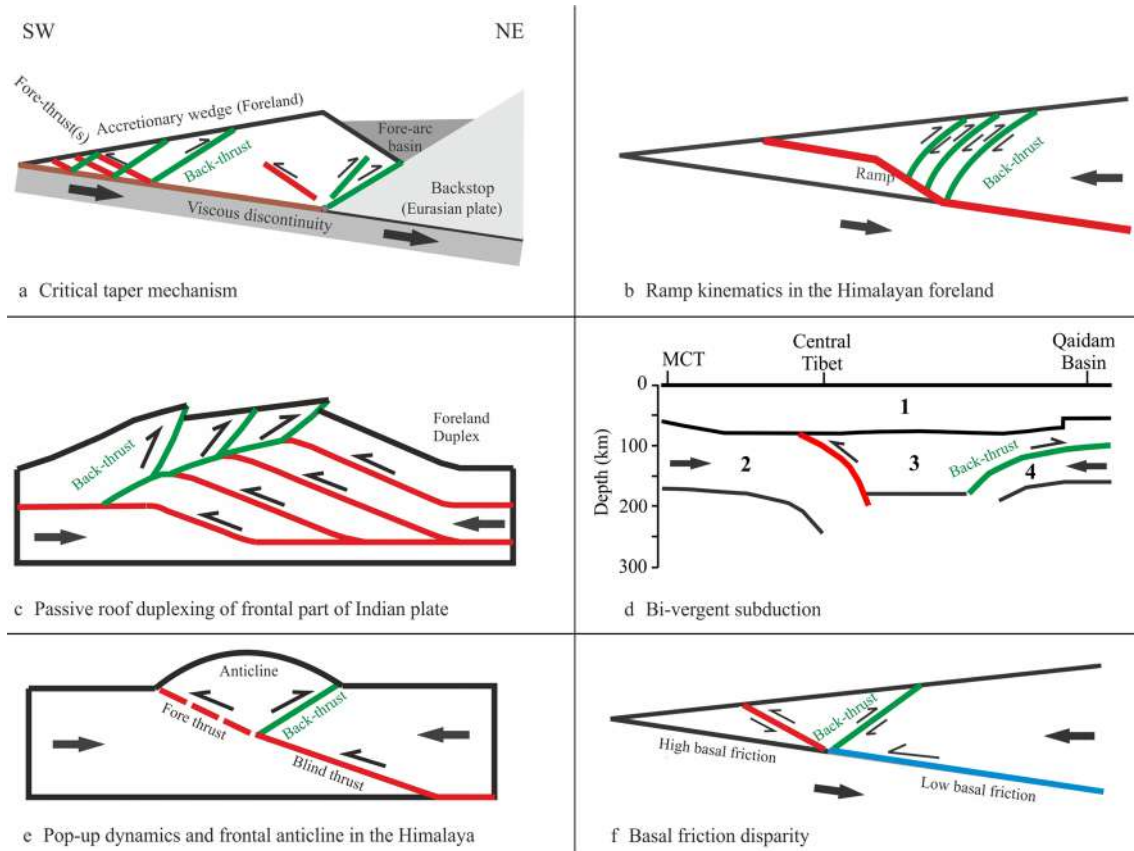 SW
NE
Fore-thrust(s)
Accretionary wedge (Foreland)
Back-thrust
Fore-arc
basin
Backstop
(Eurasian plate)
Viscous discontinuity
a Critical taper mechanism
Ramp
Back-thrust
b Ramp kinematics in the Himalayan foreland
Foreland
Duplex
Back-thrust
c Passive roof duplexing of frontal part of Indian plate
MCT
Central
Tibet
Qaidam
Basin
0
100
200
300
Depth (km)
1
2
3
4
Back-thrust
d Bi-vergent subduction
Anticline
Fore thrust
Back-thrust
Blind thrust
e Pop-up dynamics and frontal anticline in the Himalaya
Back-thrust
High basal friction
Low basal friction
f Basal friction disparity